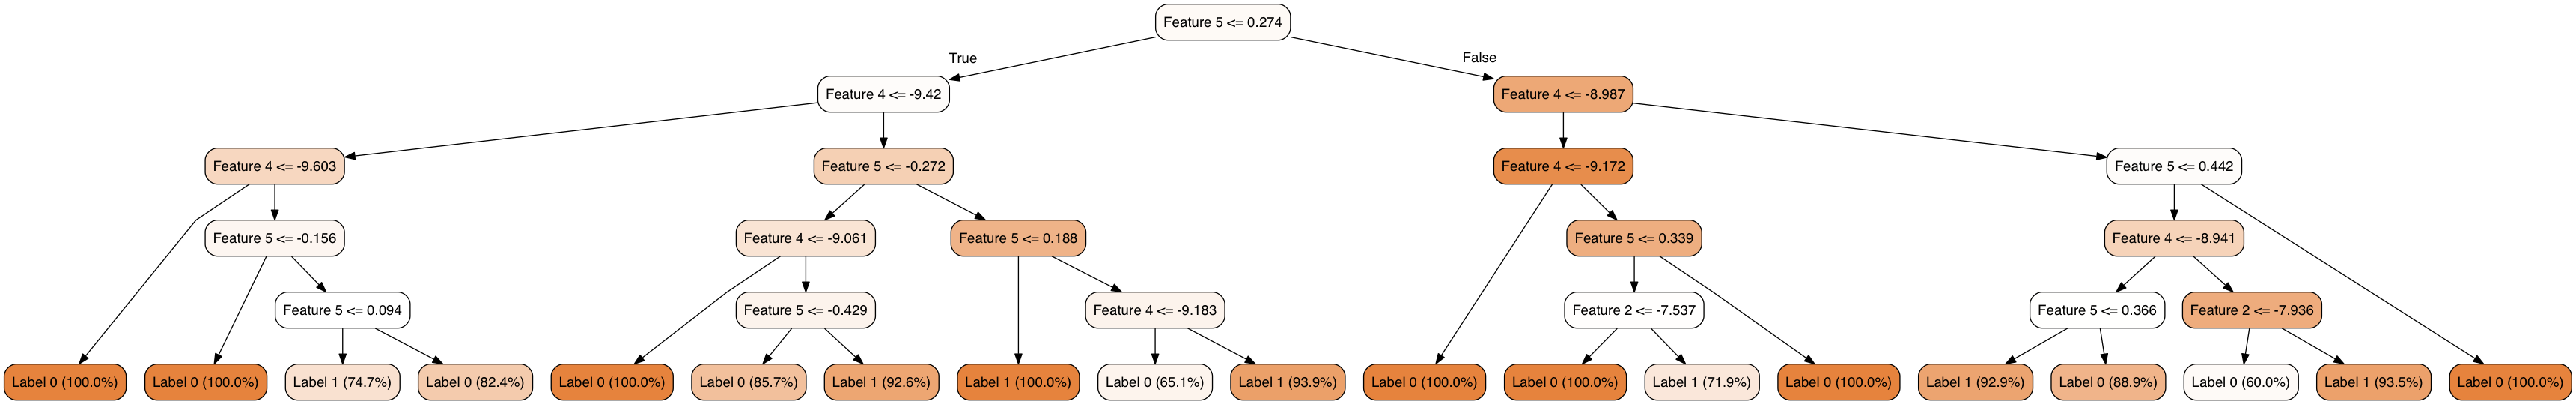 Feature 5 <= 0.274
True
False
Feature 4 <= -9.42
Feature 4 <= -8.987
Feature 4 <= -9.603
Feature 5 <= -0.272
Feature 4 <= -9.172
Feature 5 <= 0.442
Feature 5 <= -0.156
Feature 4 <= -9.061
Feature 5 <= 0.188
Feature 5 <= 0.339
Feature 4 <= -8.941
Feature 5 <= 0.094
Feature 5 <= -0.429
Feature 4 <= -9.183
Feature 2 <= -7.537
Feature 5 <= 0.366
Feature 2 <= -7.936
Label 0 (100.0%)
Label 0 (100.0%)
Label 1 (74.7%)
Label 0 (82.4%)
Label 0 (100.0%)
Label 0 (85.7%)
Label 1 (92.6%)
Label 1 (100.0%)
Label 0 (65.1%)
Label 1 (93.9%)
Label 0 (100.0%)
Label 0 (100.0%)
Label 1 (71.9%)
Label 0 (100.0%)
Label 1 (92.9%)
Label 0 (88.9%)
Label 0 (60.0%)
Label 1 (93.5%)
Label 0 (100.0%)